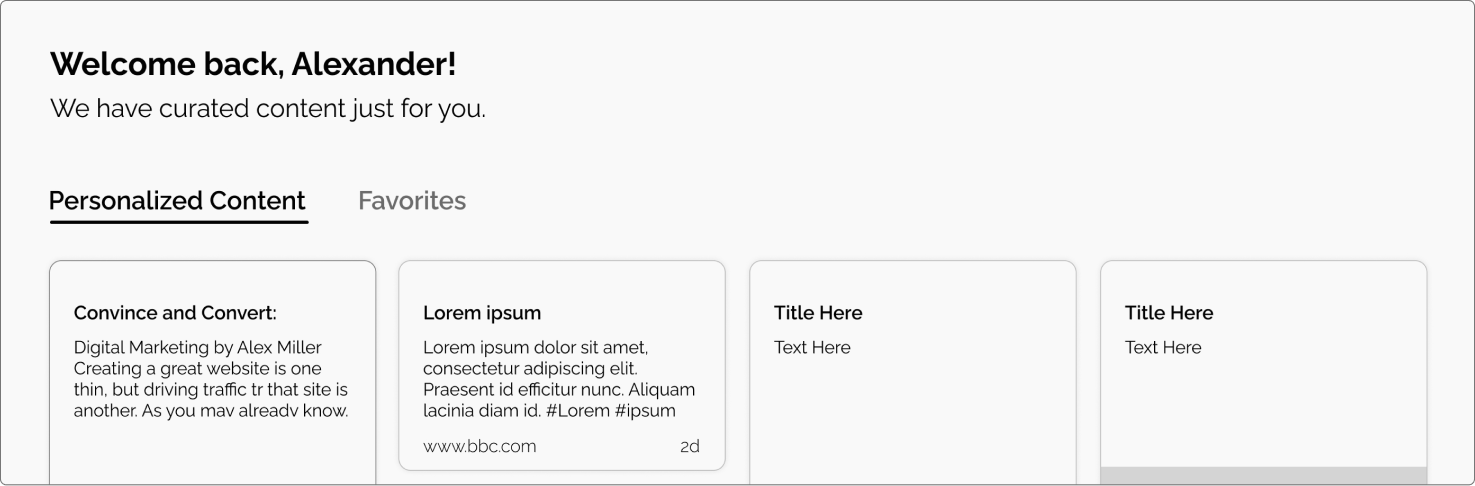 Welcome back, Alexander!
We have curated content just for you.
Personalized Content
Favorites
Convince and Convert:
Digital Marketing by Alex Miller
Creating a great website is one
thin, but driving traffic tr that site is
another. As you may already know.
Lorem ipsum
Lorem ipsum dolor sit amet,
consectetur adipiscing elit.
Praesent id efficitur nunc. Aliquam
lacinia diam id. #Lorem #ipsum
www.bbc.com
2d
Title Here
Text Here
Title Here
Text Here